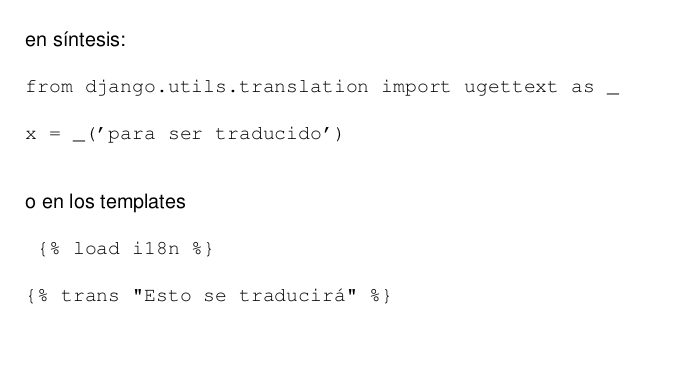 en síntesis:
from django.utils.translation import ugettext as _
x = _('para ser traducido')
o en los templates
{% load i18n %}
{% trans "Esto se traducirá" %}